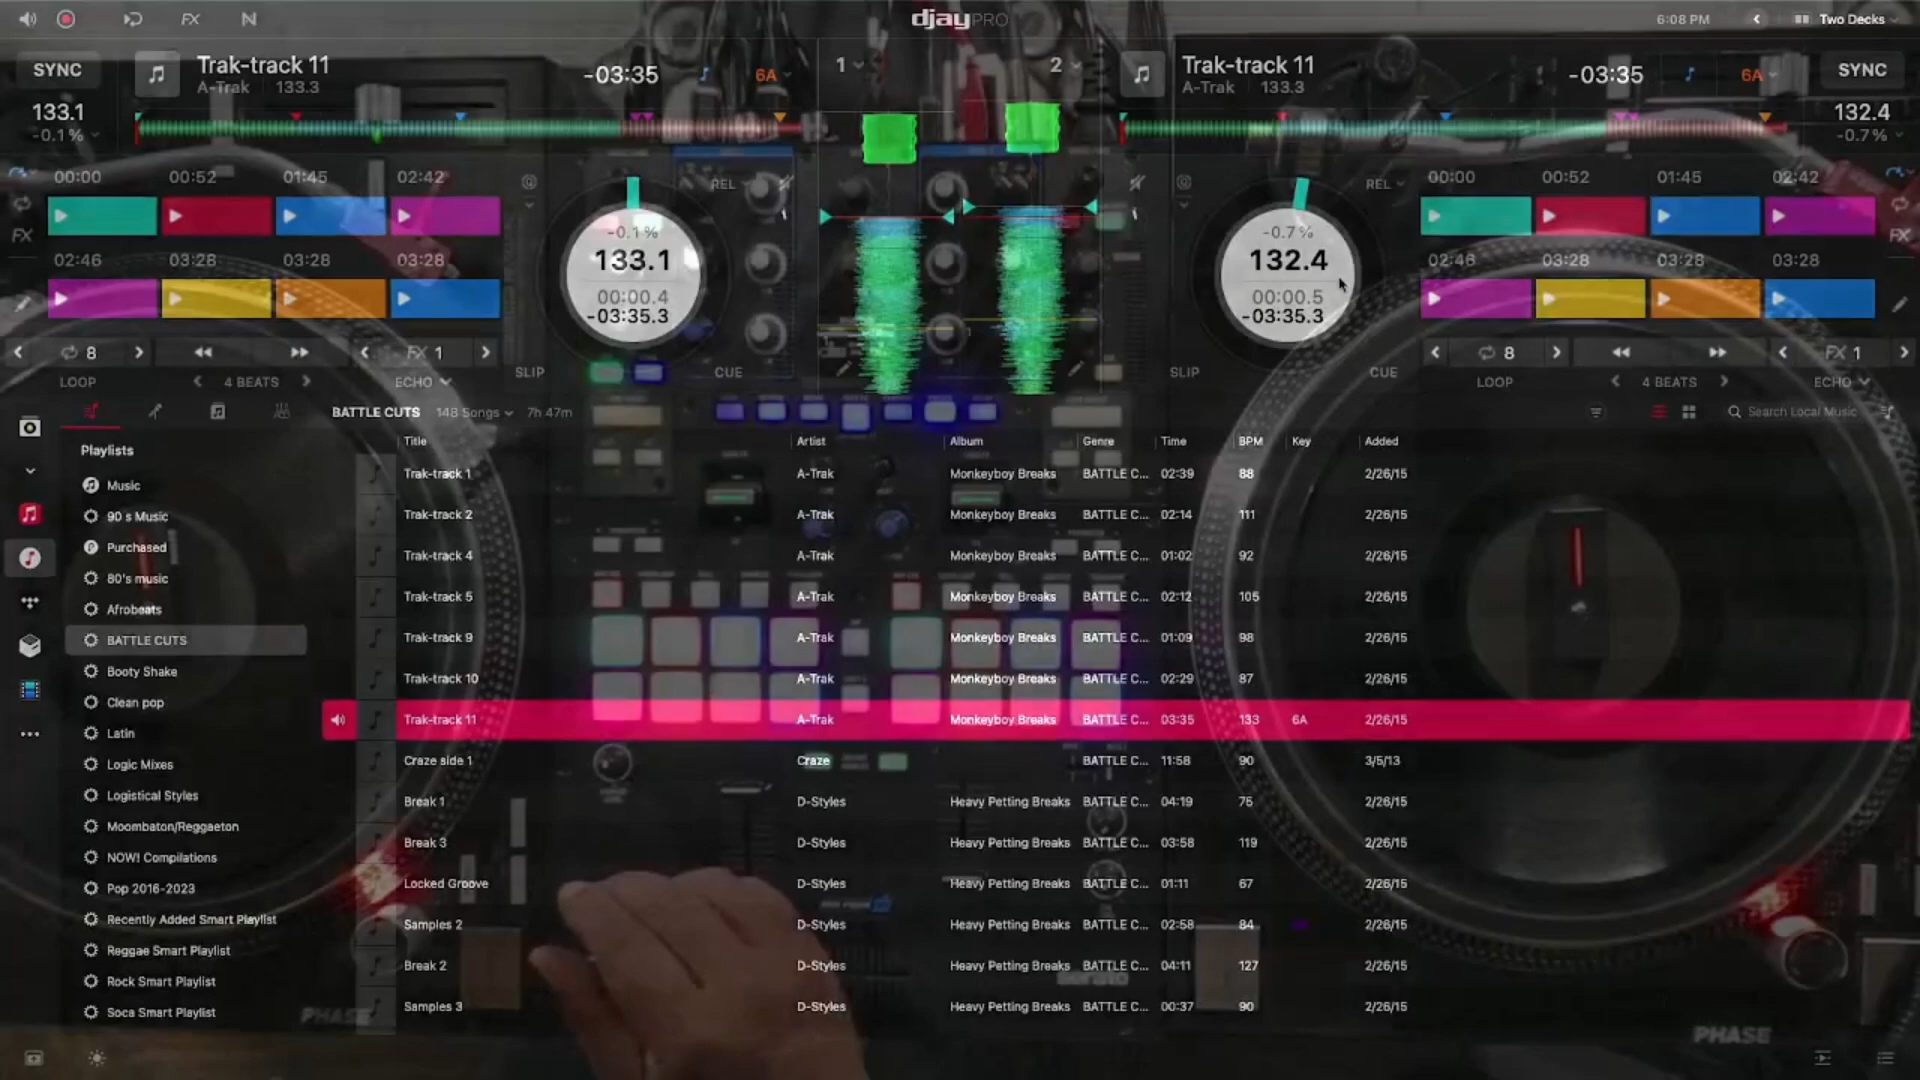 FX djayPRO 6:08 PM Two Decks
SYNC Trak-track 11 -03:35 6A 1 2 Trak-track 11 -03:35 6A SYNC
A-Trak 133.3 A-Trak 133.3
133.1 132.4
-0.1 % -0.7 %
00:00 00:52 01:45 02:42 REL REL 00:00 00:52 01:45 02:42
FX -0.1 % -0.7 % FX
133.1 132.4
02:46 03:28 03:28 03:28 02:46 03:28 03:28 03:28
00:00.4 00:00.5
-03:35.3 -03:35.3
8 FX 1 8 FX 1
LOOP 4 BEATS ECHO SLIP CUE SLIP CUE LOOP 4 BEATS ECHO
BATTLE CUTS 148 Songs 7h 47m Search Local Music
Title Artist Album Genre Time BPM Key Added
Playlists
Music
90 s Music
Purchased
80's music
Afrobeats
BATTLE CUTS
Booty Shake
Clean pop
Latin
Logic Mixes
Logistical Styles
Moombaton/Reggaeton
NOW! Compilations
Pop 2016-2023
Recently Added Smart Playlist
Reggae Smart Playlist
Rock Smart Playlist
Soca Smart Playlist
Trak-track 1 A-Trak Monkeyboy Breaks BATTLE C... 02:39 88 2/26/15
Trak-track 2 A-Trak Monkeyboy Breaks BATTLE C... 02:14 111 2/26/15
Trak-track 4 A-Trak Monkeyboy Breaks BATTLE C... 01:02 92 2/26/15
Trak-track 5 A-Trak Monkeyboy Breaks BATTLE C... 02:12 105 2/26/15
Trak-track 9 A-Trak Monkeyboy Breaks BATTLE C... 01:09 98 2/26/15
Trak-track 10 A-Trak Monkeyboy Breaks BATTLE C... 02:29 87 2/26/15
Trak-track 11 A-Trak Monkeyboy Breaks BATTLE C... 03:35 133 6A 2/26/15
Craze side 1 Craze BATTLE C... 11:58 90 3/5/13
Break 1 D-Styles Heavy Petting Breaks BATTLE C... 04:19 76 2/26/15
Break 3 D-Styles Heavy Petting Breaks BATTLE C... 03:58 119 2/26/15
Locked Groove D-Styles Heavy Petting Breaks BATTLE C... 01:11 67 2/26/15
Samples 2 D-Styles Heavy Petting Breaks BATTLE C... 02:58 84 2/26/15
Break 2 D-Styles Heavy Petting Breaks BATTLE C... 04:11 127 2/26/15
Samples 3 D-Styles Heavy Petting Breaks BATTLE C... 00:37 90 2/26/15
PHASE PHASE